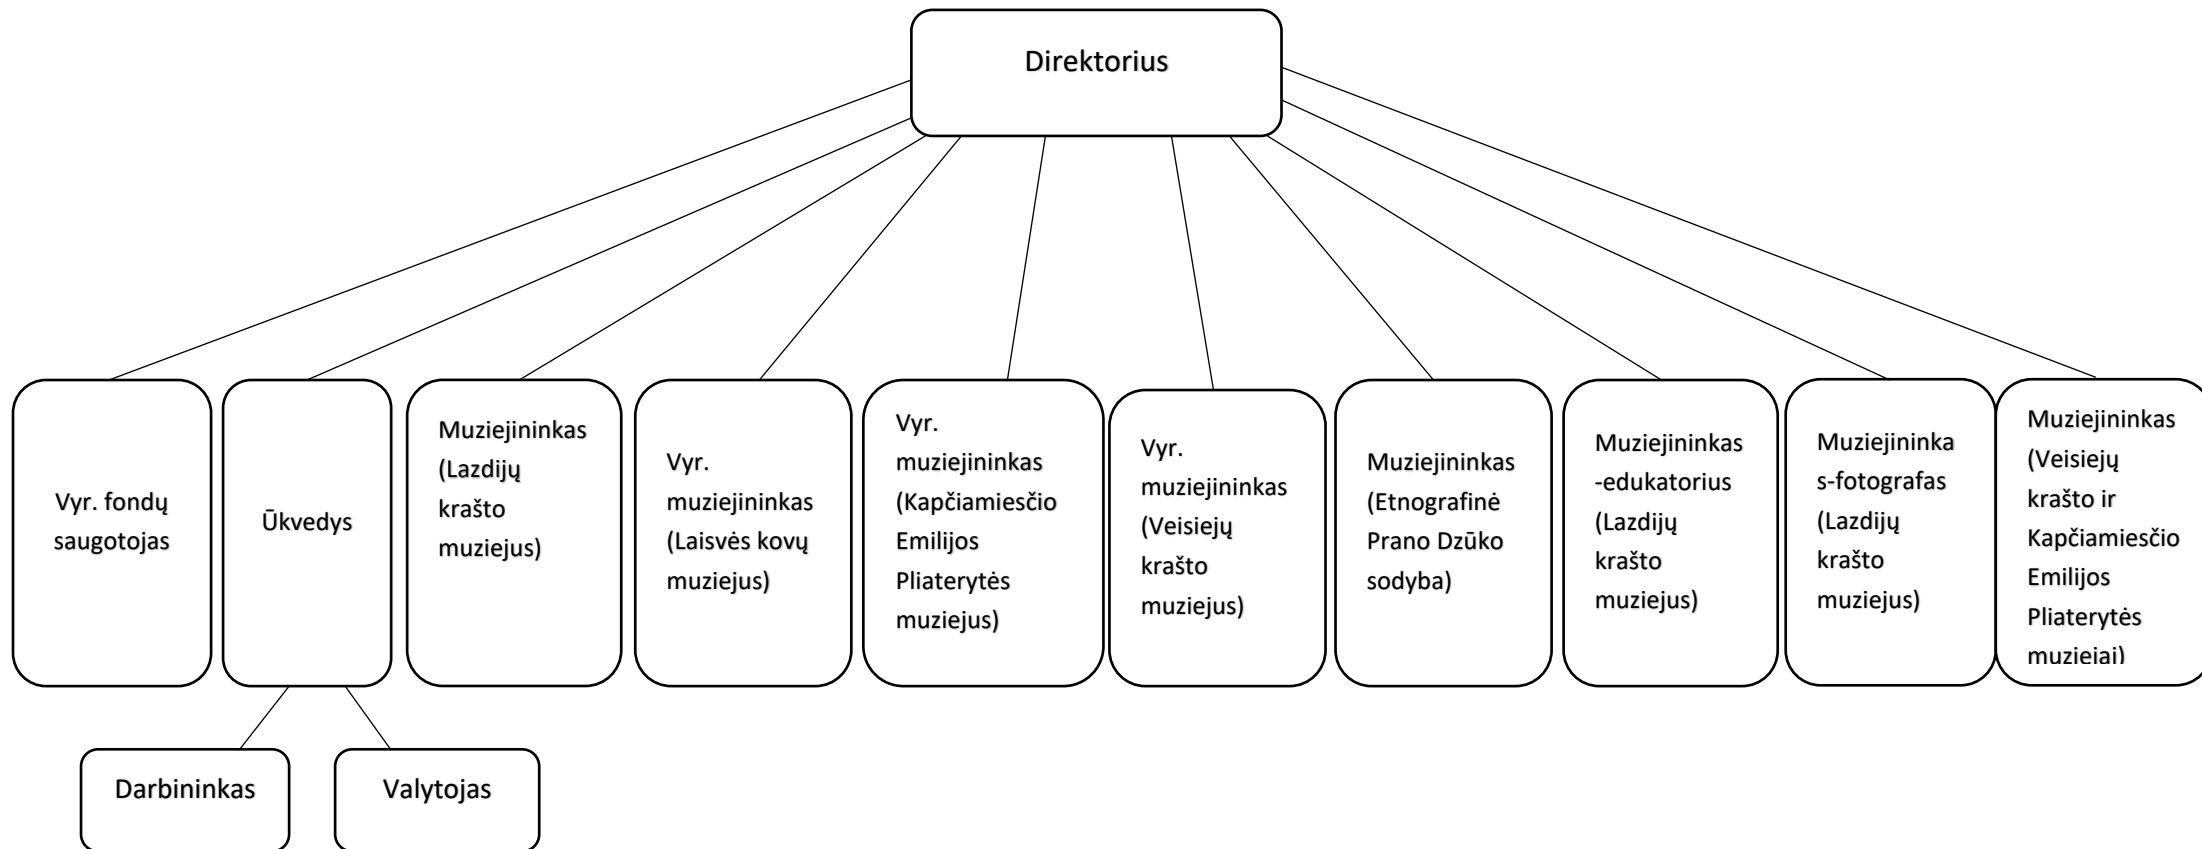 Direktorius
Vyr. fondų
saugotojas
Ūkvedys
Muziejininkas
(Lazdijų
krašto
muziejus)
Vyr.
muziejininkas
(Laisvės kovų
muziejus)
Vyr.
muziejininkas
(Kapčiamiesčio
Emilijos
Pliaterytės
muziejus)
Vyr.
muziejininkas
(Veisiejų
krašto
muziejus)
Muziejininkas
(Etnografinė
Prano Dzūko
sodyba)
Muziejininkas
-edukatorius
(Lazdijų
krašto
muziejus)
Muziejininka
s-fotografas
(Lazdijų
krašto
muziejus)
Muziejininkas
(Veisiejų
krašto ir
Kapčiamiesčio
Emilijos
Pliaterytės
muziejai)
Darbininkas
Valytojas